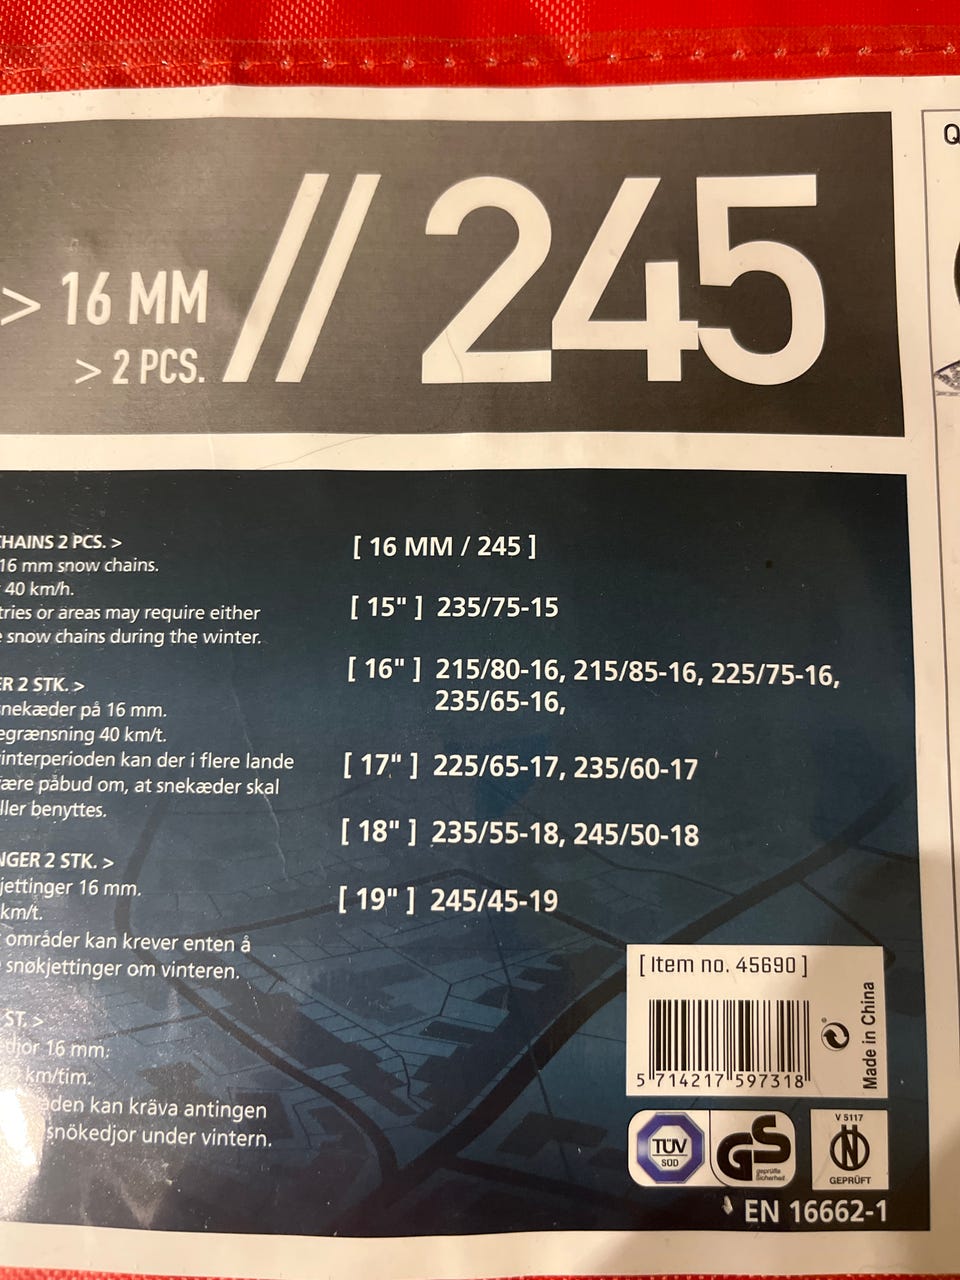 > 16 MM
> 2 PCS.
// 245
Q
CHAINS 2 PCS. >
16 mm snow chains.
40 km/h.
tries or areas may require either
snow chains during the winter.
ER 2 STK. >
snekæder på 16 mm.
egrænsning 40 km/t.
vinterperioden kan der i flere lande
ære påbud om, at snekæder skal
ller benyttes.
NGER 2 STK. >
jettinger 16 mm.
km/t.
områder kan krever enten å
snøkjettinger om vinteren.
ST. >
edjor 16 mm:
0 km/tim.
den kan kräva antingen
snökedjor under vintern.
[ 16 MM / 245 ]
[ 15" ] 235/75-15
[ 16" ] 215/80-16, 215/85-16, 225/75-16,
235/65-16,
[ 17" ] 225/65-17, 235/60-17
[ 18" ] 235/55-18, 245/50-18
[ 19" ] 245/45-19
[ Item no. 45690 ]
5 714217 597318
Made in China
TÜV
SÜD
GS
geprüfte
Sicherheit
V 5117
N
GEPRÜFT
EN 16662-1